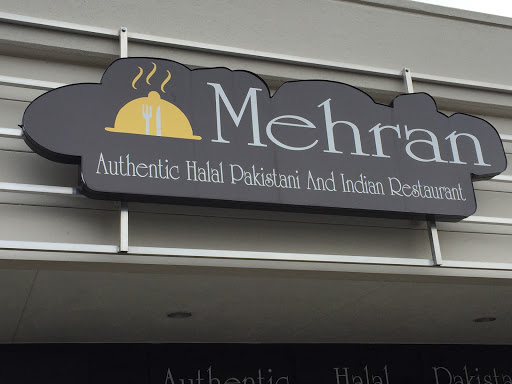 Mehran
Authentic Halal Pakistani And Indian Restaurant
Authentic Halal